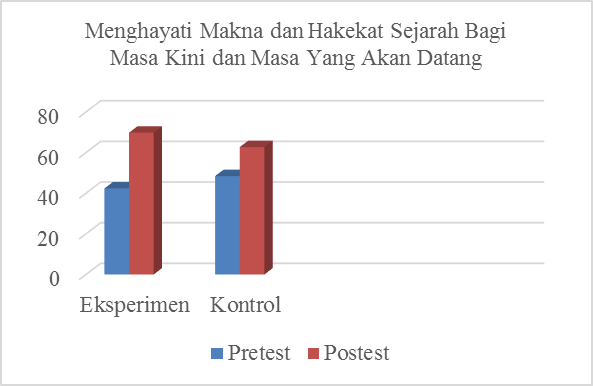 Menghayati Makna dan Hakekat Sejarah Bagi
Masa Kini dan Masa Yang Akan Datang
80
60
40
20
0
Eksperimen Kontrol
Pretest Postest